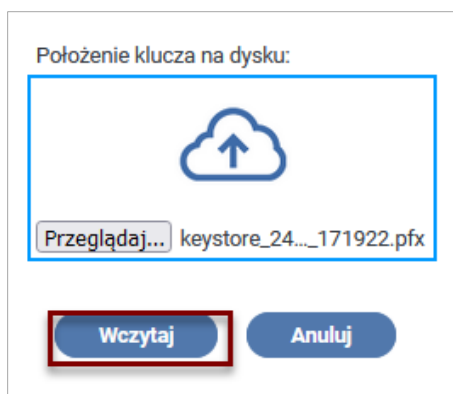 Położenie klucza na dysku:
Przeglądaj... keystore_24..._171922.pfx
Wczytaj Anuluj